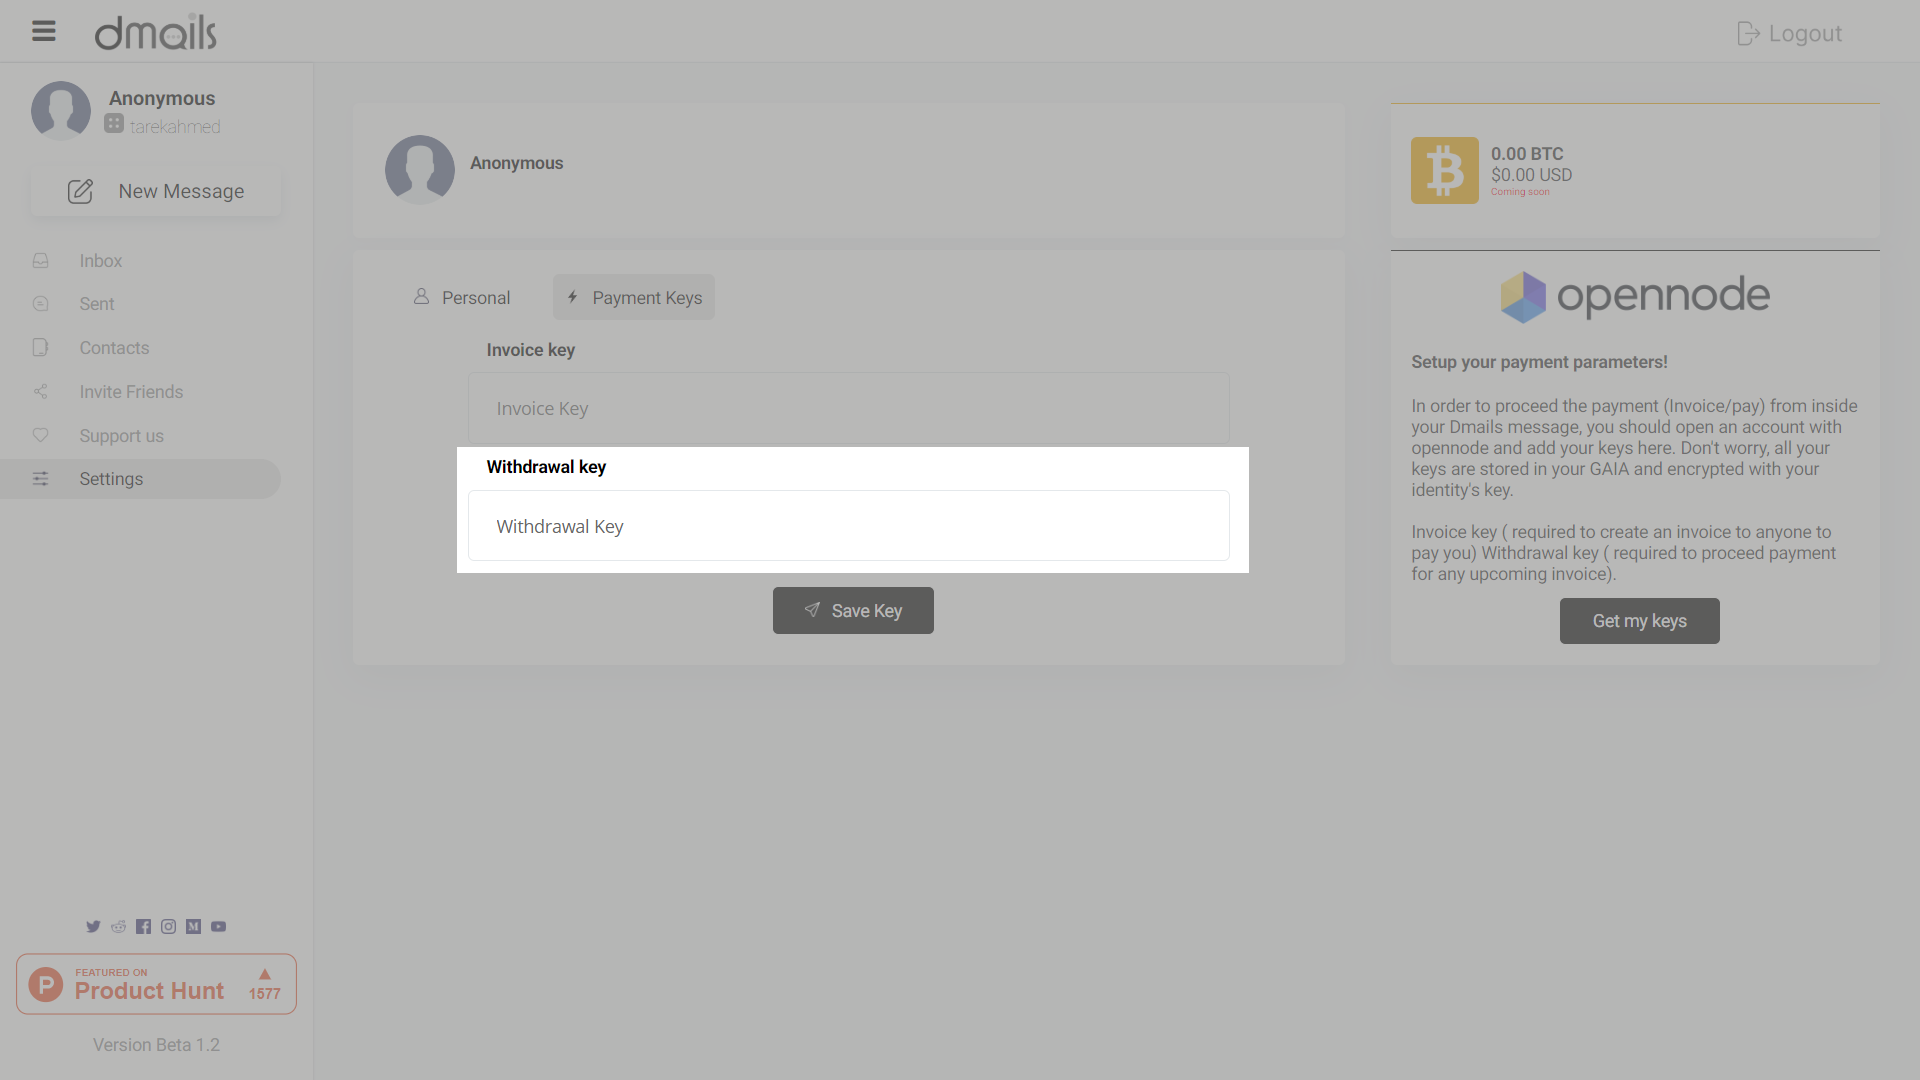 dmails
Logout
Anonymous
tarekahmed
New Message
Inbox
Sent
Contacts
Invite Friends
Support us
Settings
FEATURED ON
Product Hunt
1577
Version Beta 1.2
Anonymous
Personal
Payment Keys
Invoice key
Invoice Key
Withdrawal key
Withdrawal Key
Save Key
0.00 BTC
$0.00 USD
Coming soon
opennode
Setup your payment parameters!
In order to proceed the payment (Invoice/pay) from inside
your Dmails message, you should open an account with
opennode and add your keys here. Don't worry, all your
keys are stored in your GAIA and encrypted with your
identity's key.
Invoice key ( required to create an invoice to anyone to
pay you) Withdrawal key ( required to proceed payment
for any upcoming invoice).
Get my keys